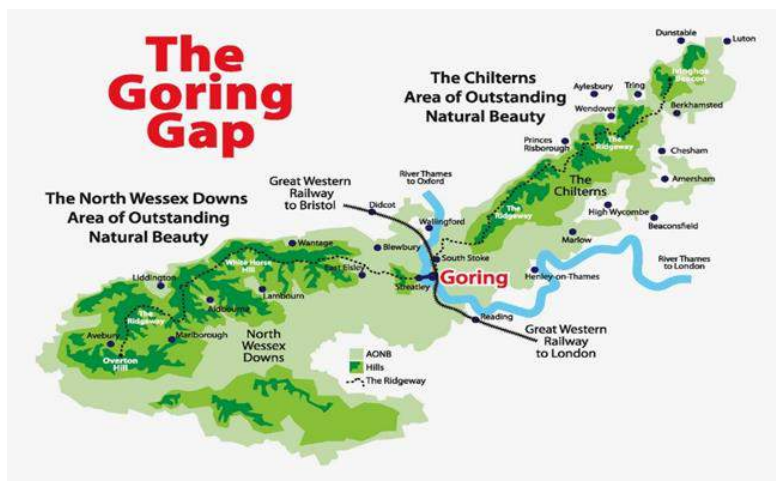 The
Goring
Gap
The Chilterns
Area of Outstanding
Natural Beauty
Dunstable
Luton
Ivinghoe
Beacon
Aylesbury
Tring
Wendover
Berkhamsted
The
Ridgeway
Princes
Risborough
Chesham
The
Chilterns
Amersham
The
Ridgeway
High Wycombe
Beaconsfield
Marlow
River Thames
to Oxford
Great Western
Railway
to Bristol
Didcot
Wallingford
The North Wessex Downs
Area of Outstanding
Natural Beauty
Wantage
Blewbury
South Stoke
White Horse
Hill
East Ilsley
Streatley
Goring
Henley-on-Thames
River Thames
to London
Liddington
Lambourn
Aldbourne
The
Ridgeway
Reading
Avebury
Marlborough
North
Wessex
Downs
Great Western
Railway
to London
Overton
Hill
AONB
Hills
The Ridgeway